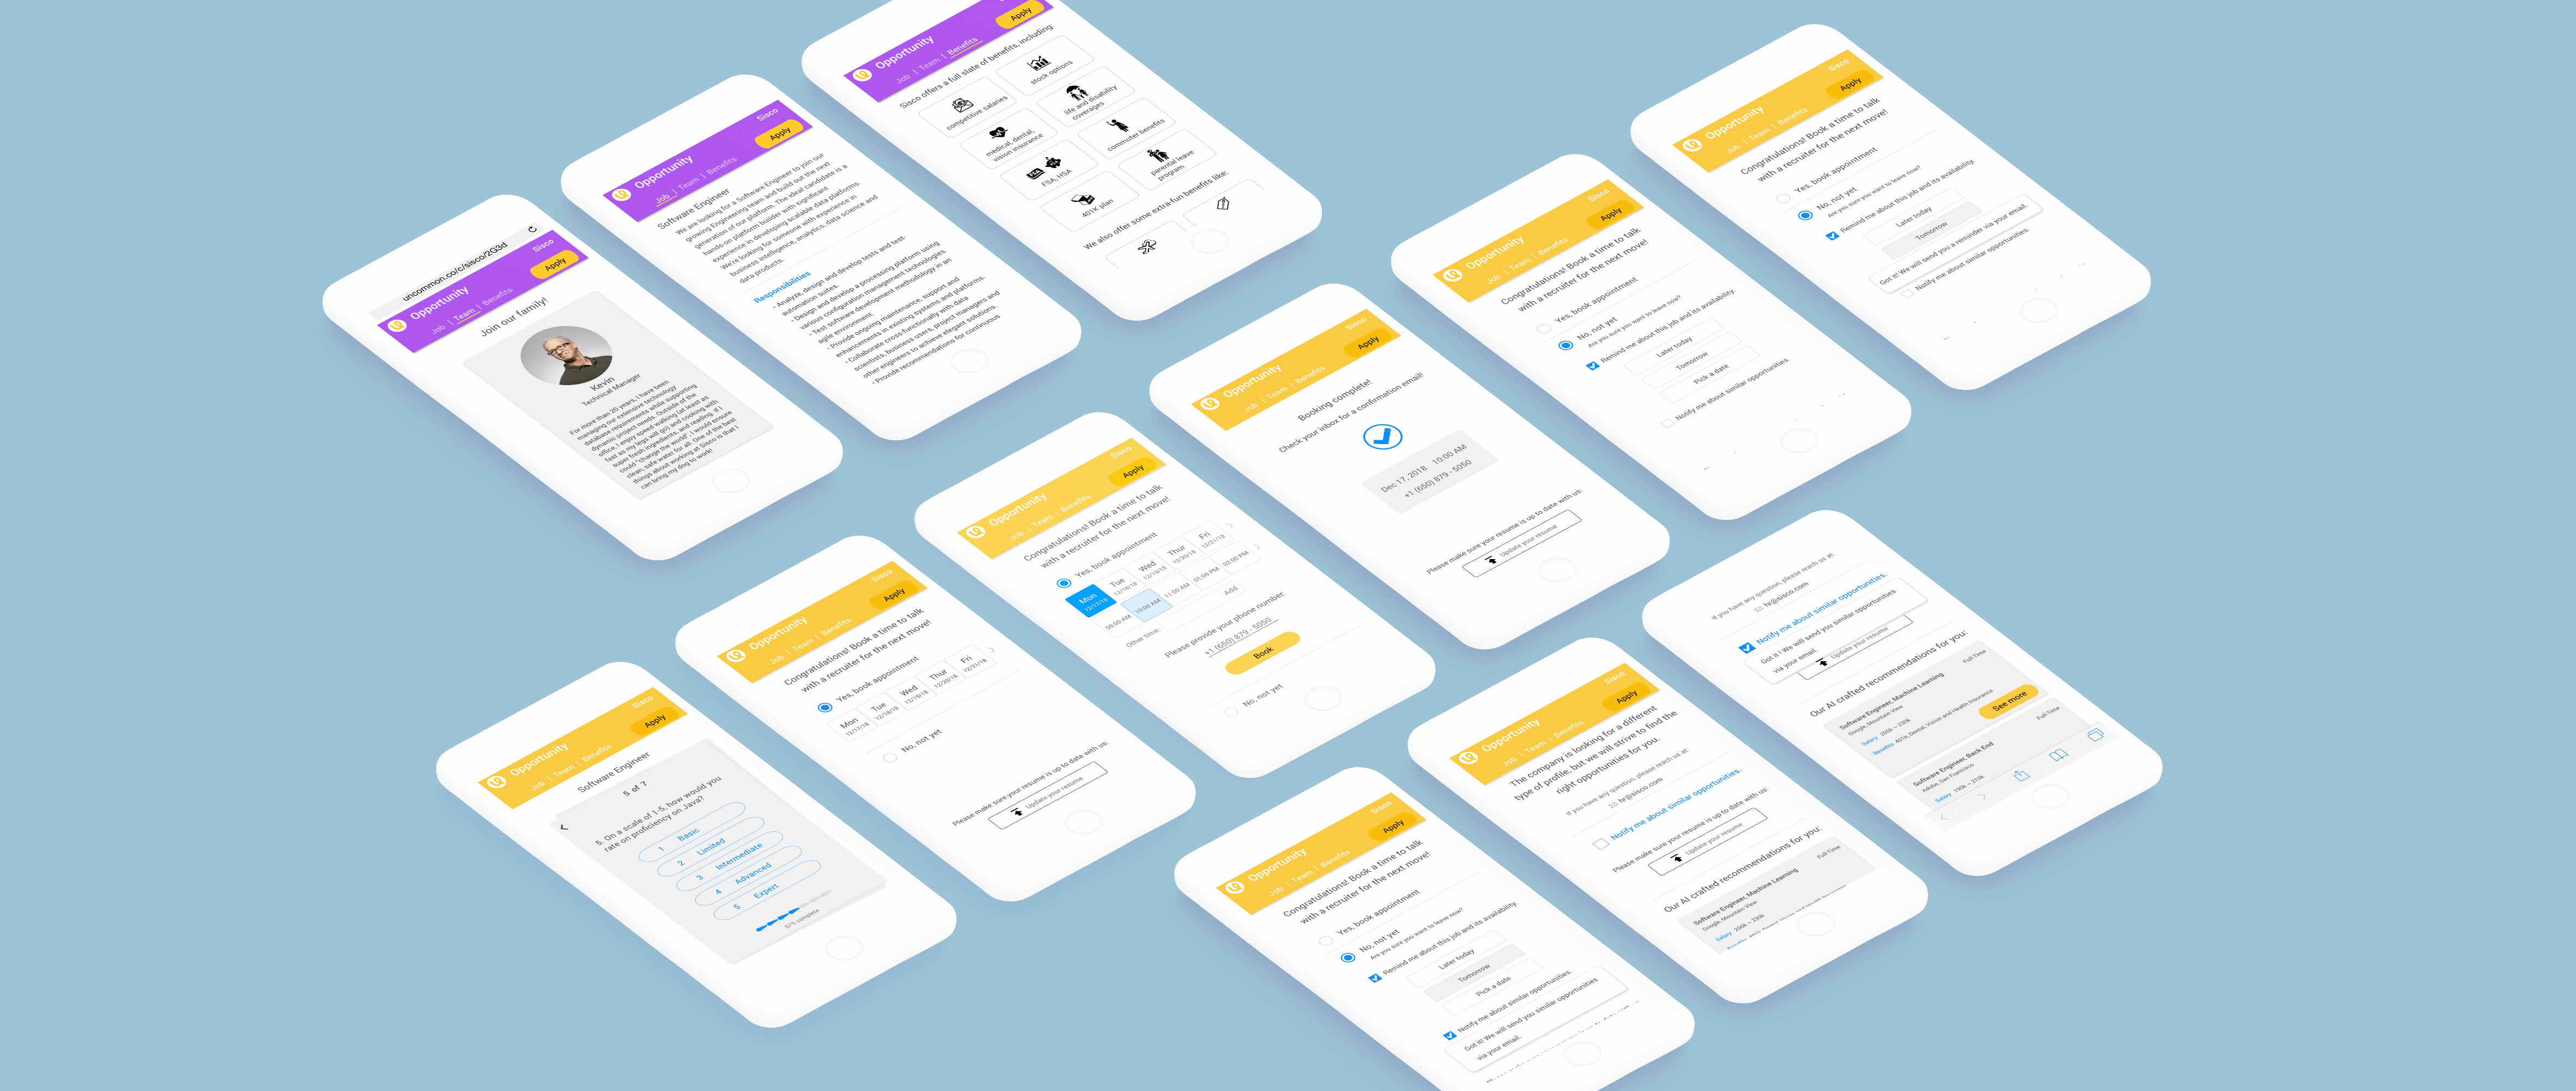 uncommon.co/c/sisco/2G3d
Sisco
Opportunity
Apply
Job | Team | Benefits
Join our family!
Kevin
Technical Manager
For more than 20 years, I have been
managing our extensive technology
database requirements while supporting
dynamic project needs. Outside of the
office, I enjoy speed walking (at least as
fast as my legs will go) and cooking with
super fresh ingredients, and reading. If I
could "change the world", I would ensure
clean, safe water for all. One of the best
things about working at Sisco is that I
can bring my dog to work!
Sisco
Opportunity
Apply
Job | Team | Benefits
Software Engineer
We are looking for a Software Engineer to join our
growing Engineering team and build out the next
generation of our platform. The ideal candidate is a
hands-on platform builder with significant
experience in developing scalable data platforms.
We're looking for someone with experience in
business intelligence, analytics, data science and
data products.
Responsibilities
• Analyze, design and develop tests and test-
automation suites.
• Design and develop a processing platform using
various configuration management technologies.
• Test software development methodology in an
agile environment.
• Provide ongoing maintenance, support and
enhancements in existing systems and platforms.
• Collaborate cross-functionally with data
scientists, business users, project managers and
other engineers to achieve elegant solutions.
• Provide recommendations for continuous
Opportunity
Apply
Job | Team | Benefits
Sisco offers a full slate of benefits, including:
competitive salaries
stock options
medical, dental,
vision insurance
life and disability
coverages
FSA, HSA
commuter benefits
401K plan
parental leave
program
We also offer some extra-fun benefits like:
Sisco
Opportunity
Apply
Job | Team | Benefits
Software Engineer
5 of 7
5. On a scale of 1-5, how would you
rate on proficiency on Java?
1 Basic
2 Limited
3 Intermediate
4 Advanced
5 Expert
57% complete
Sisco
Opportunity
Apply
Job | Team | Benefits
Congratulations! Book a time to talk
with a recruiter for the next move!
Yes, book appointment
Mon Tue Wed Thur Fri
12/17/18 12/18/18 12/19/18 12/20/18 12/21/18
No, not yet
Please make sure your resume is up to date with us:
Update your resume
Sisco
Opportunity
Apply
Job | Team | Benefits
Congratulations! Book a time to talk
with a recruiter for the next move!
Yes, book appointment
Mon Tue Wed Thur Fri
12/17/18 12/18/18 12/19/18 12/20/18 12/21/18
09:00 AM 10:00 AM 11:00 AM 01:00 PM 02:00 PM
Other time: Add
Please provide your phone number:
+1 (650) 879 - 5050
Book
No, not yet
Sisco
Opportunity
Apply
Job | Team | Benefits
Booking complete!
Check your inbox for a confirmation email!
Dec 17, 2018 10:00 AM
+1 (650) 879 - 5050
Please make sure your resume is up to date with us:
Update your resume
Sisco
Opportunity
Apply
Job | Team | Benefits
Congratulations! Book a time to talk
with a recruiter for the next move!
Yes, book appointment
No, not yet
Are you sure you want to leave now?
Remind me about this job and its availability.
Later today
Tomorrow
Pick a date
Notify me about similar opportunities.
Sisco
Opportunity
Apply
Job | Team | Benefits
Congratulations! Book a time to talk
with a recruiter for the next move!
Yes, book appointment
No, not yet
Are you sure you want to leave now?
Remind me about this job and its availability.
Later today
Tomorrow
Got it! We will send you a reminder via your email.
Notify me about similar opportunities.
Sisco
Opportunity
Apply
Job | Team | Benefits
Congratulations! Book a time to talk
with a recruiter for the next move!
Yes, book appointment
No, not yet
Are you sure you want to leave now?
Remind me about this job and its availability.
Later today
Tomorrow
Pick a date
Notify me about similar opportunities.
Got it! We will send you similar opportunities
via your email.
Sisco
Opportunity
Apply
Job | Team | Benefits
The company is looking for a different
type of profile, but we will strive to find the
right opportunities for you.
If you have any question, please reach us at:
hr@sisco.com
Notify me about similar opportunities.
Please make sure your resume is up to date with us:
Update your resume
Our AI crafted recommendations for you:
Software Engineer, Machine Learning
Full-Time
Google, Mountain View
Salary 200k ~ 230k
If you have any question, please reach us at:
hr@sisco.com
Notify me about similar opportunities.
Got it ! We will send you similar opportunities
via your email.
Update your resume
Our AI crafted recommendations for you:
Software Engineer, Machine Learning
Full-Time
Google, Mountain View
Salary 200k ~ 230k
Benefits 401k, Dental, Vision and Health Insurance
See more
Software Engineer, Back End
Full-Time
Adobe, San Francisco
Salary 190k ~ 210k